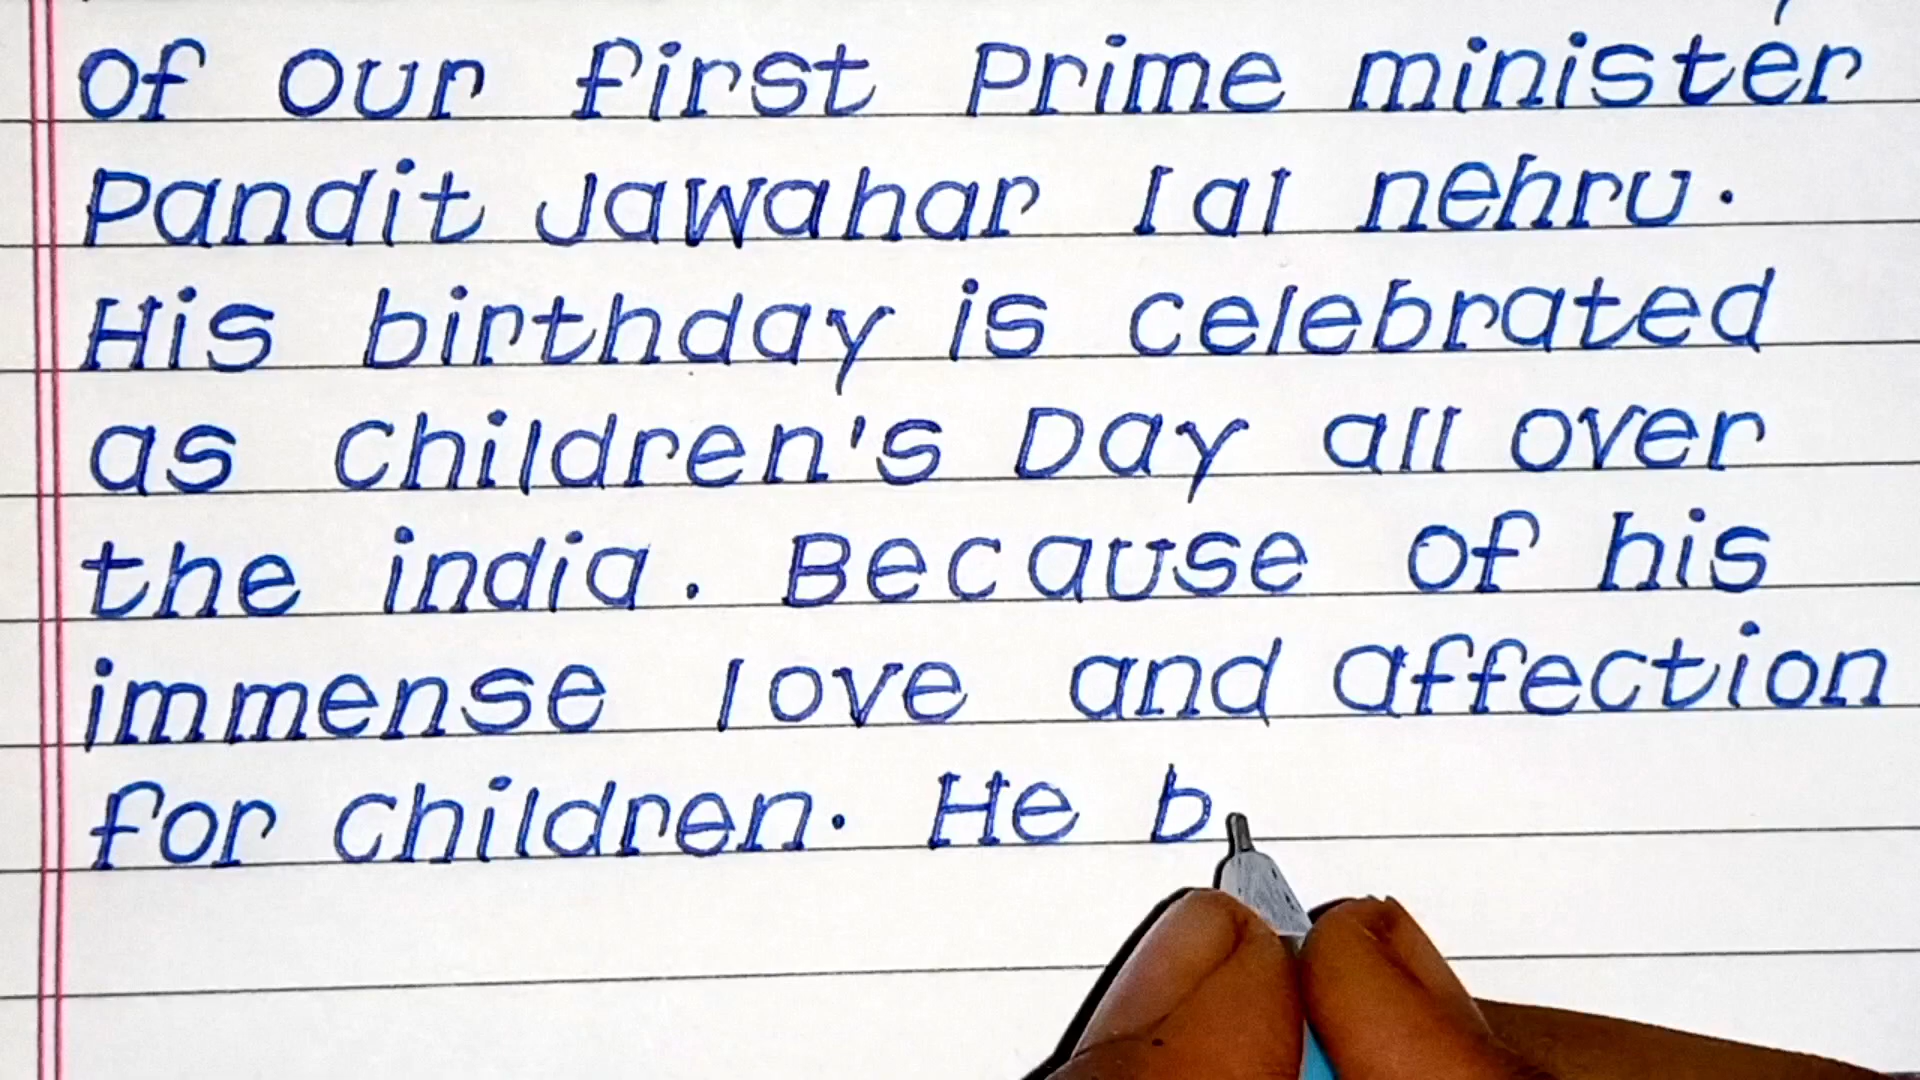 of our first Prime minister
Pandit Jawahar lal nehru.
His birthday is celebrated
as children's Day all over
the india. Because of his
immense love and affection
for children. He b